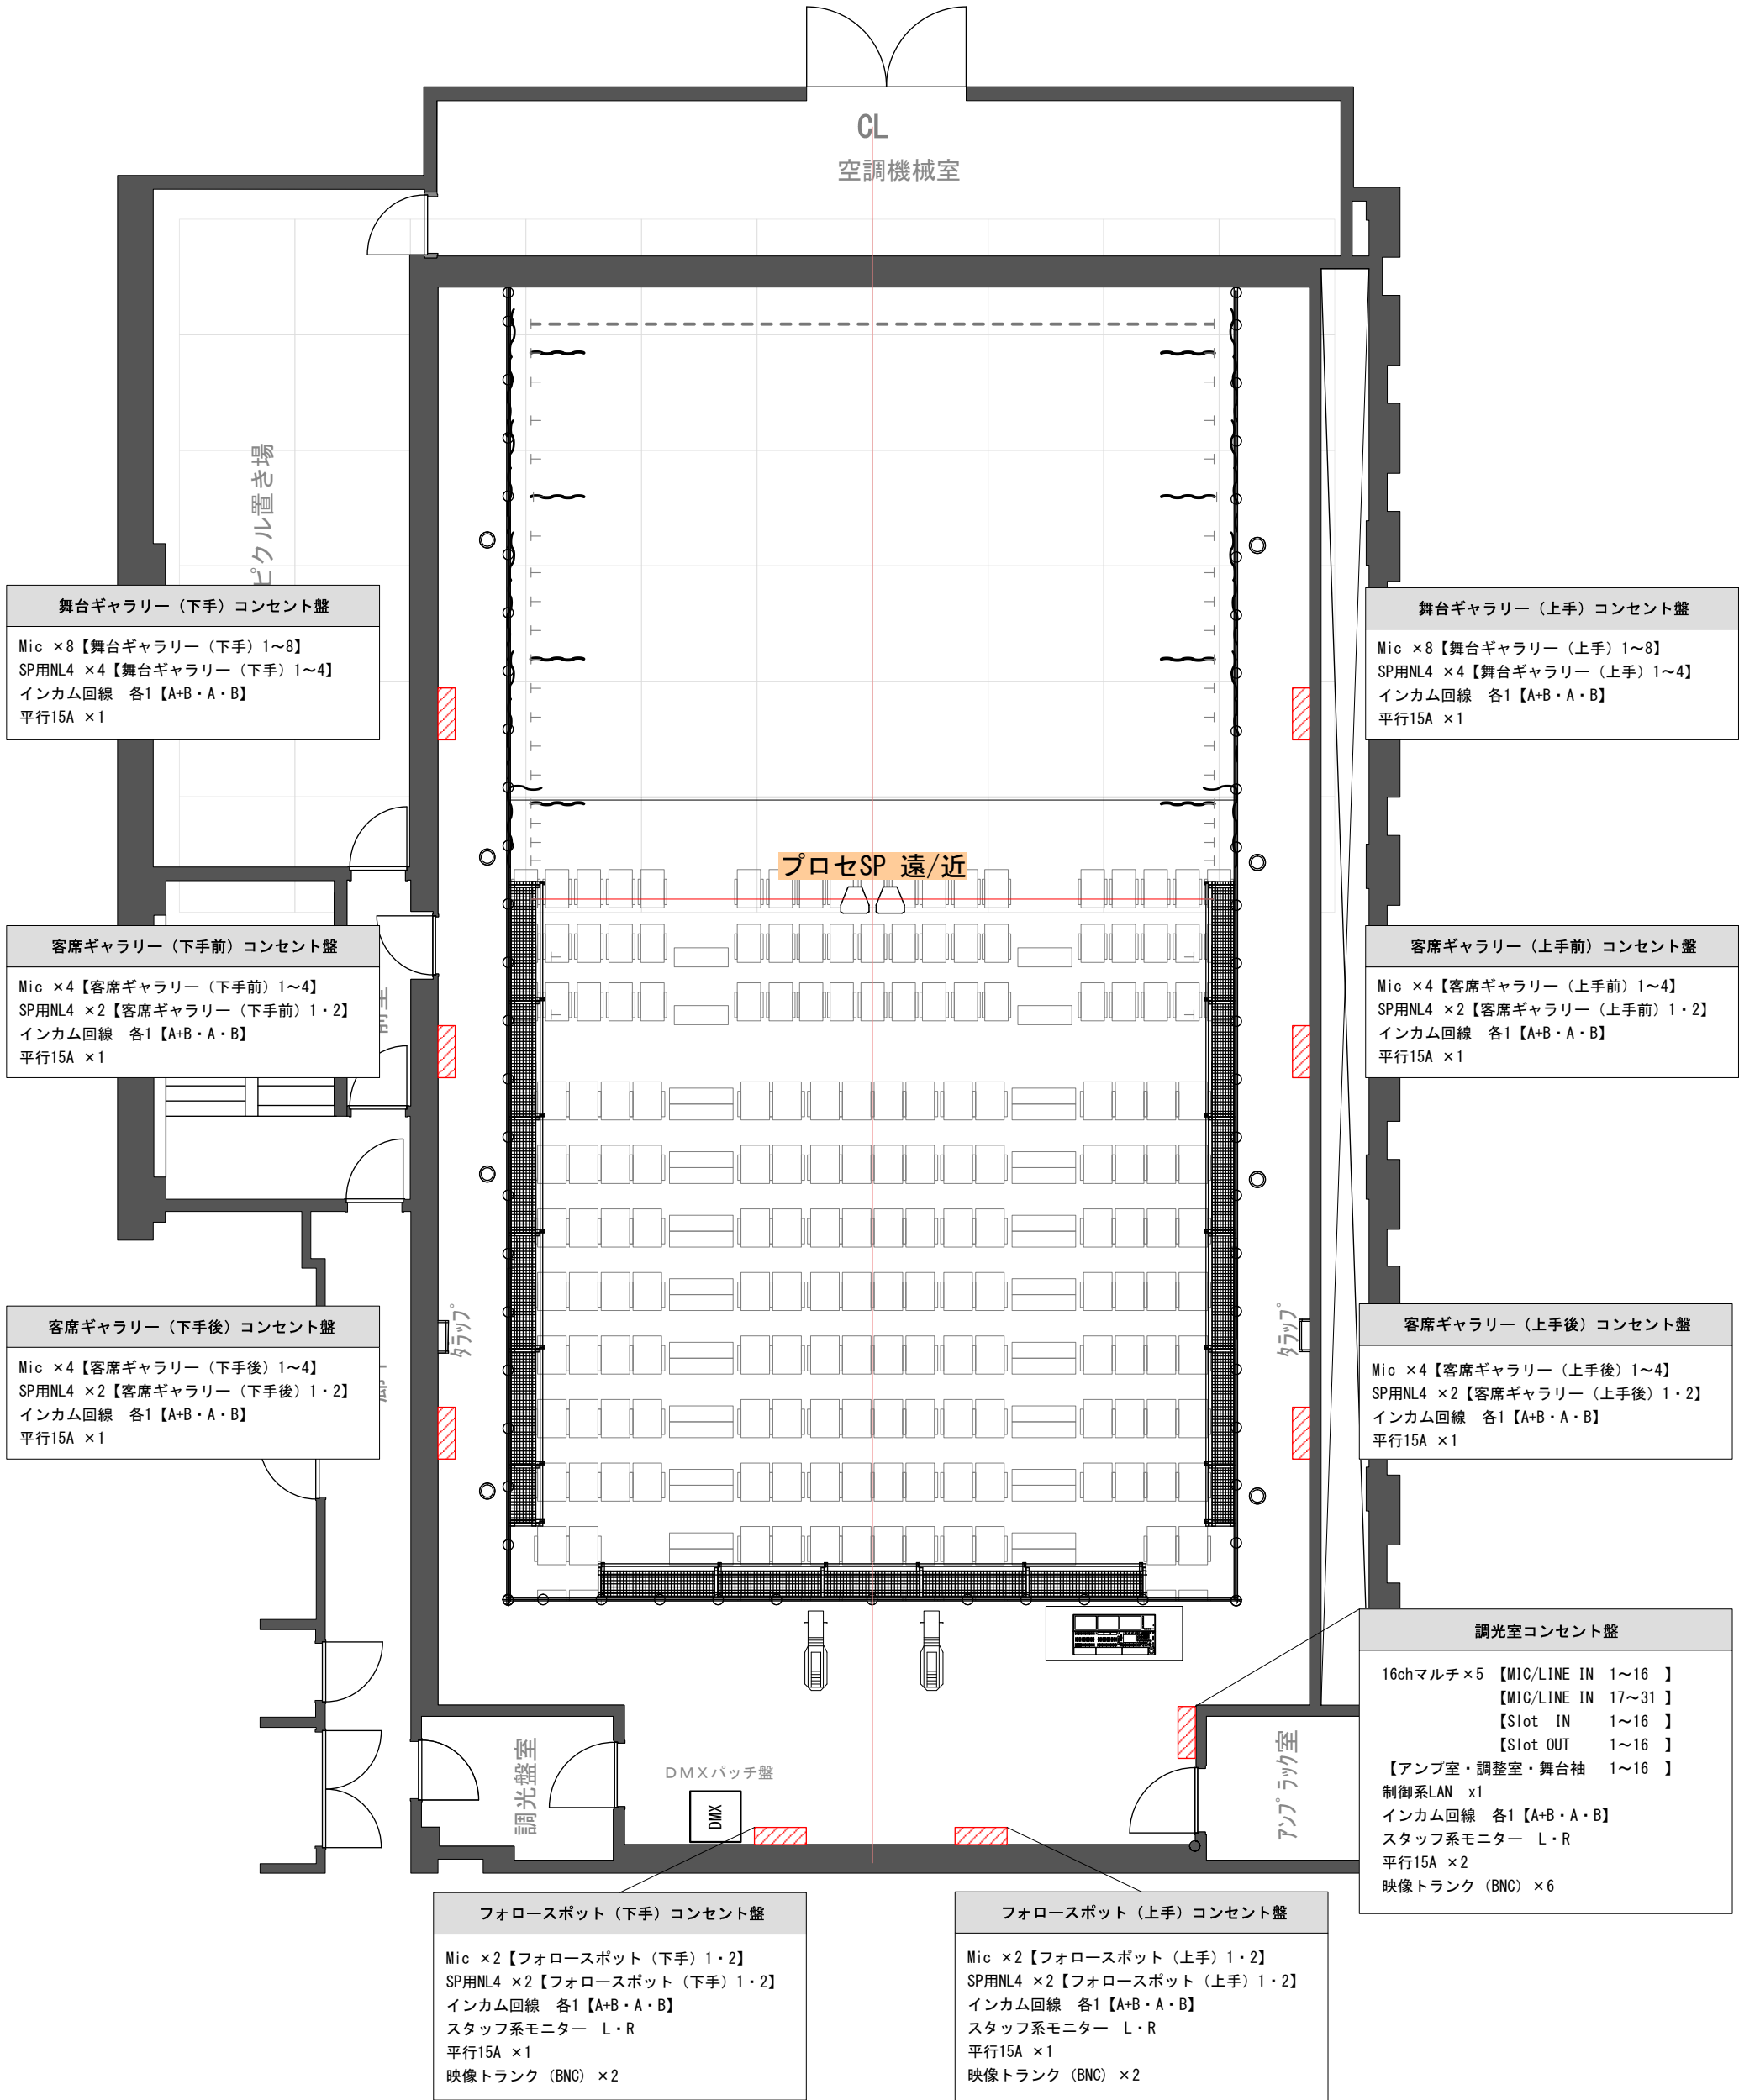 CL
空調機械室
ピクル置き場
舞台ギャラリー（下手）コンセント盤
Mic ×8【舞台ギャラリー（下手）1～8】
SP用NL4 ×4【舞台ギャラリー（下手）1～4】
インカム回線　各1【A+B・A・B】
平行15A ×1
舞台ギャラリー（上手）コンセント盤
Mic ×8【舞台ギャラリー（上手）1～8】
SP用NL4 ×4【舞台ギャラリー（上手）1～4】
インカム回線　各1【A+B・A・B】
平行15A ×1
プロセSP 遠/近
客席ギャラリー（下手前）コンセント盤
Mic ×4【客席ギャラリー（下手前）1～4】
SP用NL4 ×2【客席ギャラリー（下手前）1・2】
インカム回線　各1【A+B・A・B】
平行15A ×1
客席ギャラリー（上手前）コンセント盤
Mic ×4【客席ギャラリー（上手前）1～4】
SP用NL4 ×2【客席ギャラリー（上手前）1・2】
インカム回線　各1【A+B・A・B】
平行15A ×1
客席ギャラリー（下手後）コンセント盤
Mic ×4【客席ギャラリー（下手後）1～4】
SP用NL4 ×2【客席ギャラリー（下手後）1・2】
インカム回線　各1【A+B・A・B】
平行15A ×1
ﾀﾗｯﾌﾟ
ﾀﾗｯﾌﾟ
客席ギャラリー（上手後）コンセント盤
Mic ×4【客席ギャラリー（上手後）1～4】
SP用NL4 ×2【客席ギャラリー（上手後）1・2】
インカム回線　各1【A+B・A・B】
平行15A ×1
調光室コンセント盤
16chマルチ×5 【MIC/LINE IN　1～16　】
【MIC/LINE IN　17～31 】
【Slot　IN　　 1～16　】
【Slot OUT　　 1～16　】
【アンプ室・調整室・舞台袖　 1～16　】
制御系LAN　x1
インカム回線　各1【A+B・A・B】
スタッフ系モニター　L・R
平行15A ×2
映像トランク（BNC）×6
調光盤室
DMXパッチ盤
DMX
ｱﾝﾌﾟﾗｯｸ室
フォロースポット（下手）コンセント盤
Mic ×2【フォロースポット（下手）1・2】
SP用NL4 ×2【フォロースポット（下手）1・2】
インカム回線　各1【A+B・A・B】
スタッフ系モニター　L・R
平行15A ×1
映像トランク（BNC）×2
フォロースポット（上手）コンセント盤
Mic ×2【フォロースポット（上手）1・2】
SP用NL4 ×2【フォロースポット（上手）1・2】
インカム回線　各1【A+B・A・B】
スタッフ系モニター　L・R
平行15A ×1
映像トランク（BNC）×2